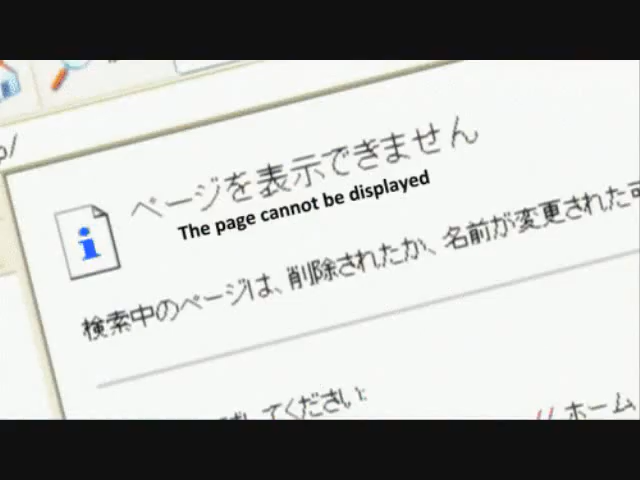 p/
ページを表示できません
The page cannot be displayed
検索中のページは、削除されたか、名前が変更された可
てください:
ホーム